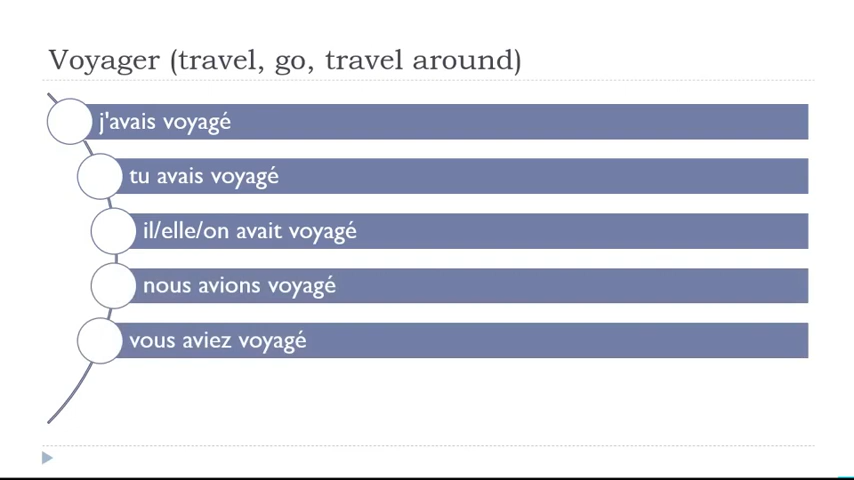 Voyager (travel, go, travel around)
j'avais voyagé
tu avais voyagé
il/elle/on avait voyagé
nous avions voyagé
vous aviez voyagé